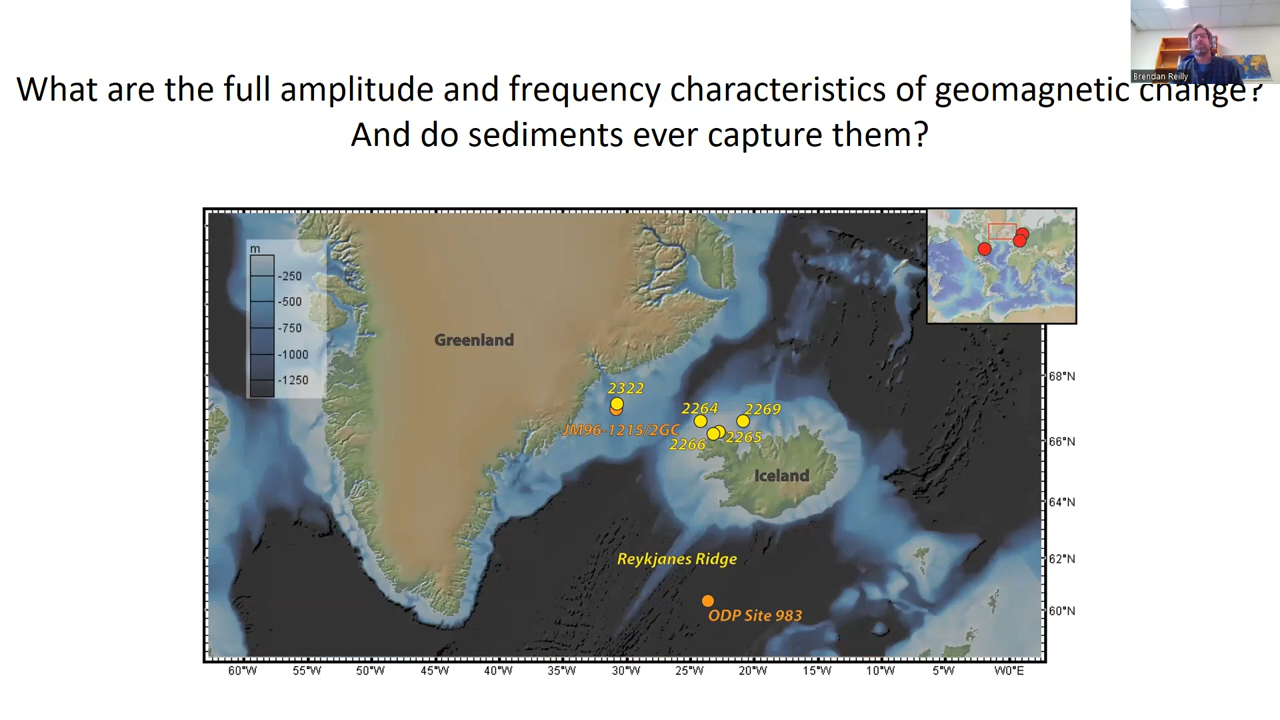 Brendan Reilly
What are the full amplitude and frequency characteristics of geomagnetic change?
And do sediments ever capture them?
m
-250
-500
-750
-1000
-1250
Greenland
2322
JM96-1215/2GC
2264
2269
2266
2265
Iceland
Reykjanes Ridge
ODP Site 983
68°N
66°N
64°N
62°N
60°N
60°W
55°W
50°W
45°W
40°W
35°W
30°W
25°W
20°W
15°W
10°W
5°W
W0°E